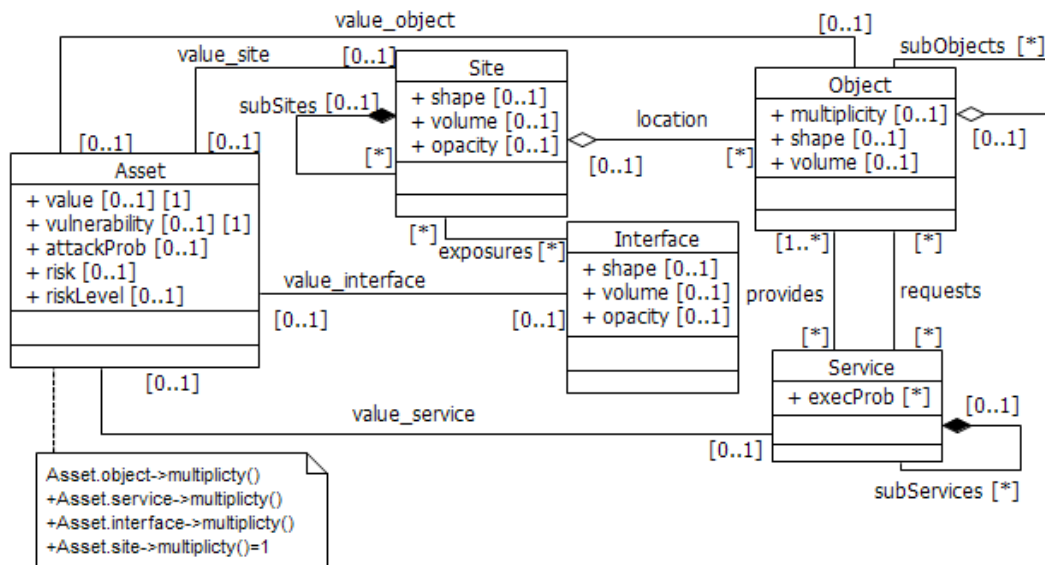 value_object
[0..1]
value_site
[0..1]
subObjects [*]
Site
+ shape [0..1]
+ volume [0..1]
+ opacity [0..1]
subSites [0..1]
[*]
Object
+ multiplicity [0..1]
+ shape [0..1]
+ volume [0..1]
location
[0..1]
[*]
[0..1]
[0..1]
[0..1]
Asset
+ value [0..1] [1]
+ vulnerability [0..1] [1]
+ attackProb [0..1]
+ risk [0..1]
+ riskLevel [0..1]
[*]
exposures [*]
Interface
+ shape [0..1]
+ volume [0..1]
+ opacity [0..1]
[1..*]
[*]
value_interface
[0..1]
[0..1]
provides
requests
[*]
[*]
Service
+ execProb [*]
[0..1]
[0..1]
value_service
[0..1]
subServices [*]
Asset.object->multiplicty()
+Asset.service->multiplicty()
+Asset.interface->multiplicty()
+Asset.site->multiplicty()=1